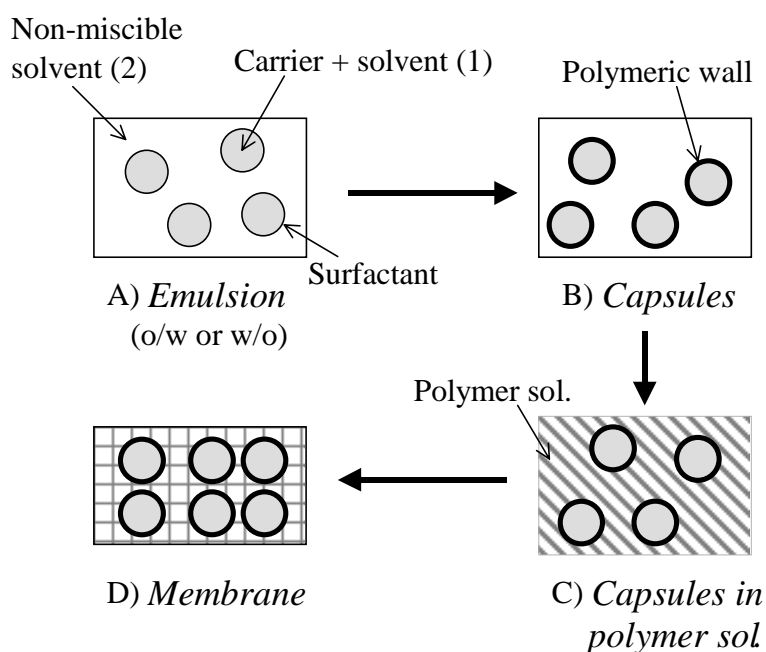 Non-miscible
solvent (2)
Carrier + solvent (1)
Polymeric wall
Surfactant
A) Emulsion
(o/w or w/o)
B) Capsules
Polymer sol.
D) Membrane
C) Capsules in
polymer sol.